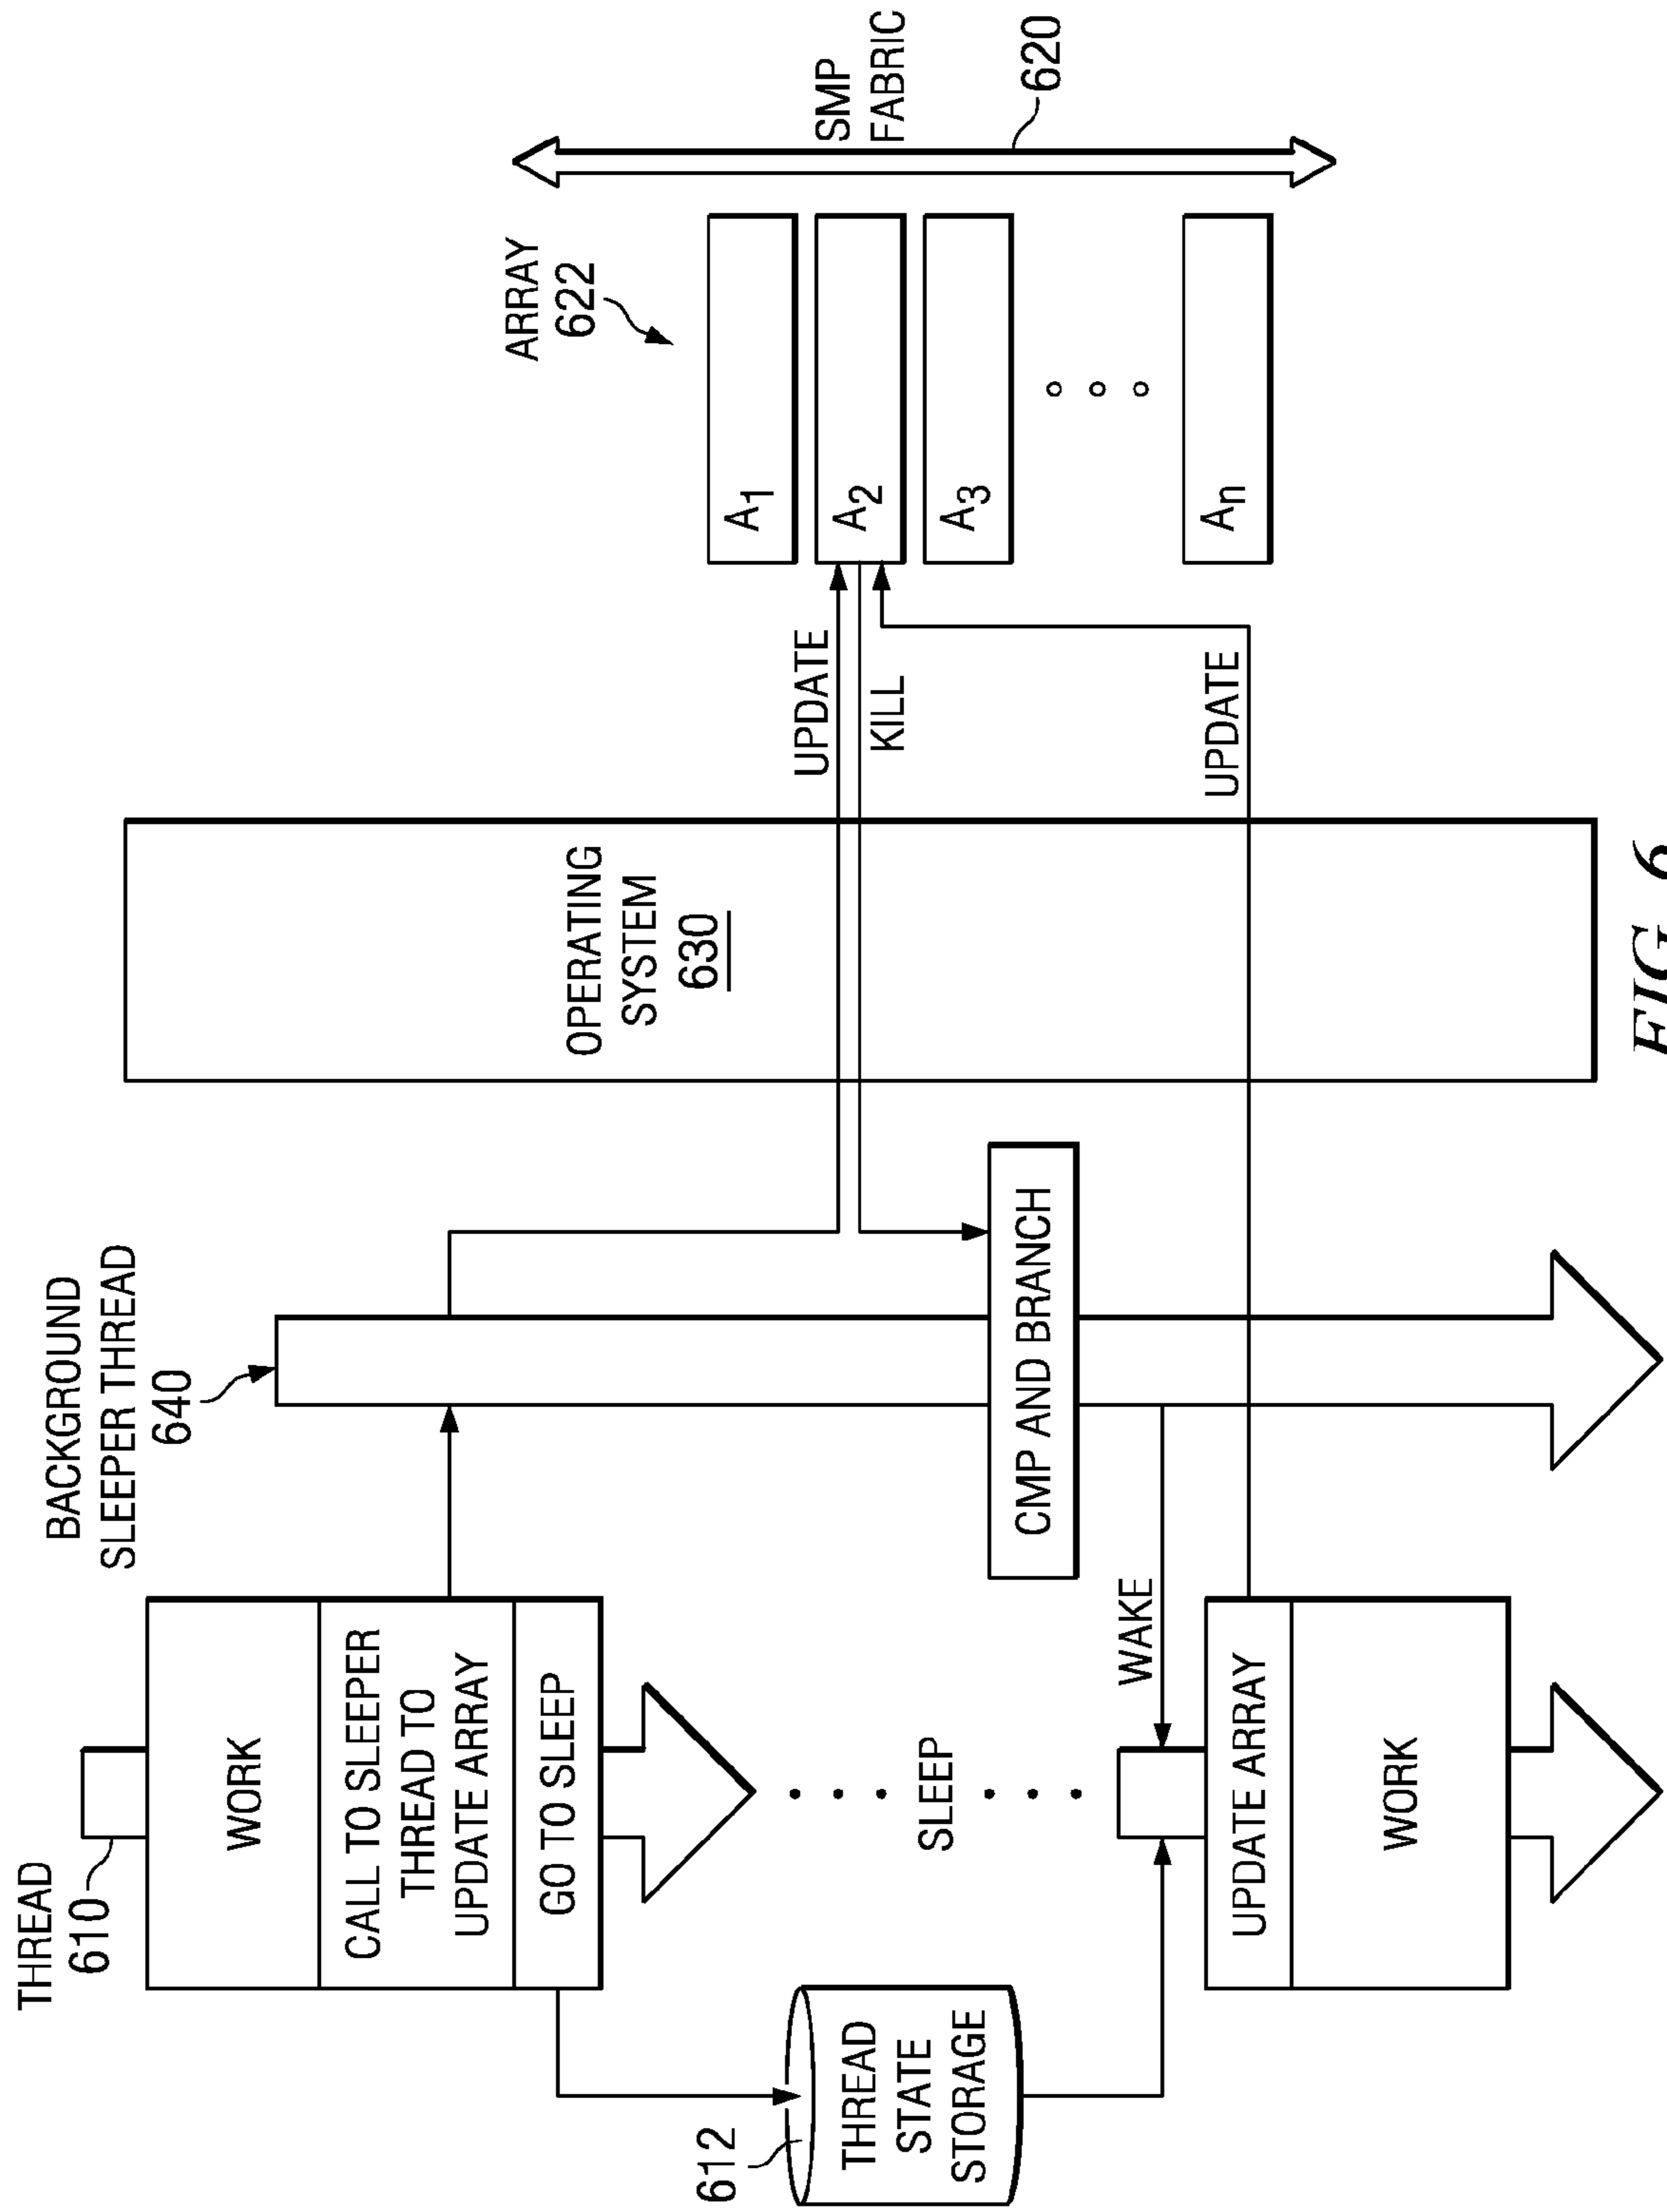 THREAD
610
WORK
CALL TO SLEEPER
THREAD TO
UPDATE ARRAY
GO TO SLEEP
612
THREAD
STATE
STORAGE
SLEEP
WAKE
UPDATE ARRAY
WORK
BACKGROUND
SLEEPER THREAD
640
CMP AND BRANCH
OPERATING
SYSTEM
630
UPDATE
KILL
UPDATE
ARRAY
622
A1
A2
A3
An
SMP
FABRIC
620
FIG. 6